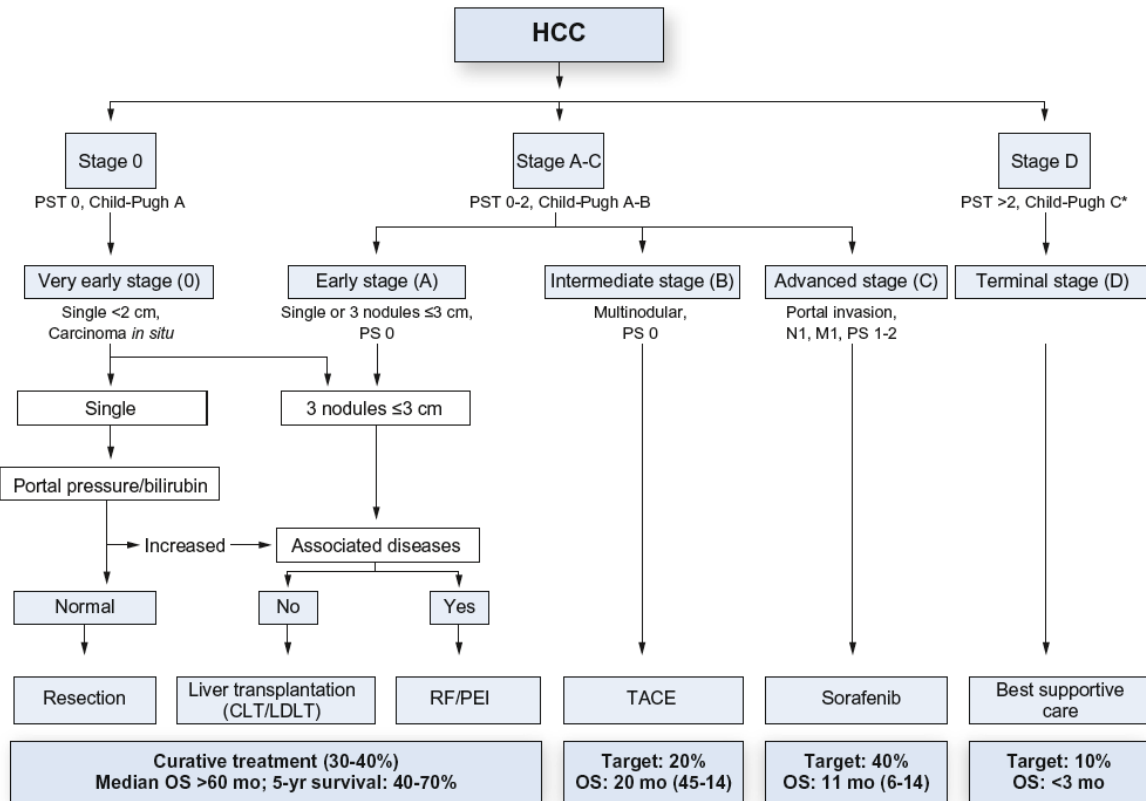 HCC
Stage 0
Stage A-C
Stage D
PST 0, Child-Pugh A
PST 0-2, Child-Pugh A-B
PST >2, Child-Pugh C*
Very early stage (0)
Early stage (A)
Intermediate stage (B)
Advanced stage (C)
Terminal stage (D)
Single <2 cm,
Carcinoma in situ
Single or 3 nodules ≤3 cm,
PS 0
Multinodular,
PS 0
Portal invasion,
N1, M1, PS 1-2
Single
3 nodules ≤3 cm
Portal pressure/bilirubin
Increased
Associated diseases
Normal
No
Yes
Resection
Liver transplantation
(CLT/LDLT)
RF/PEI
TACE
Sorafenib
Best supportive
care
Curative treatment (30-40%)
Median OS >60 mo; 5-yr survival: 40-70%
Target: 20%
OS: 20 mo (45-14)
Target: 40%
OS: 11 mo (6-14)
Target: 10%
OS: <3 mo